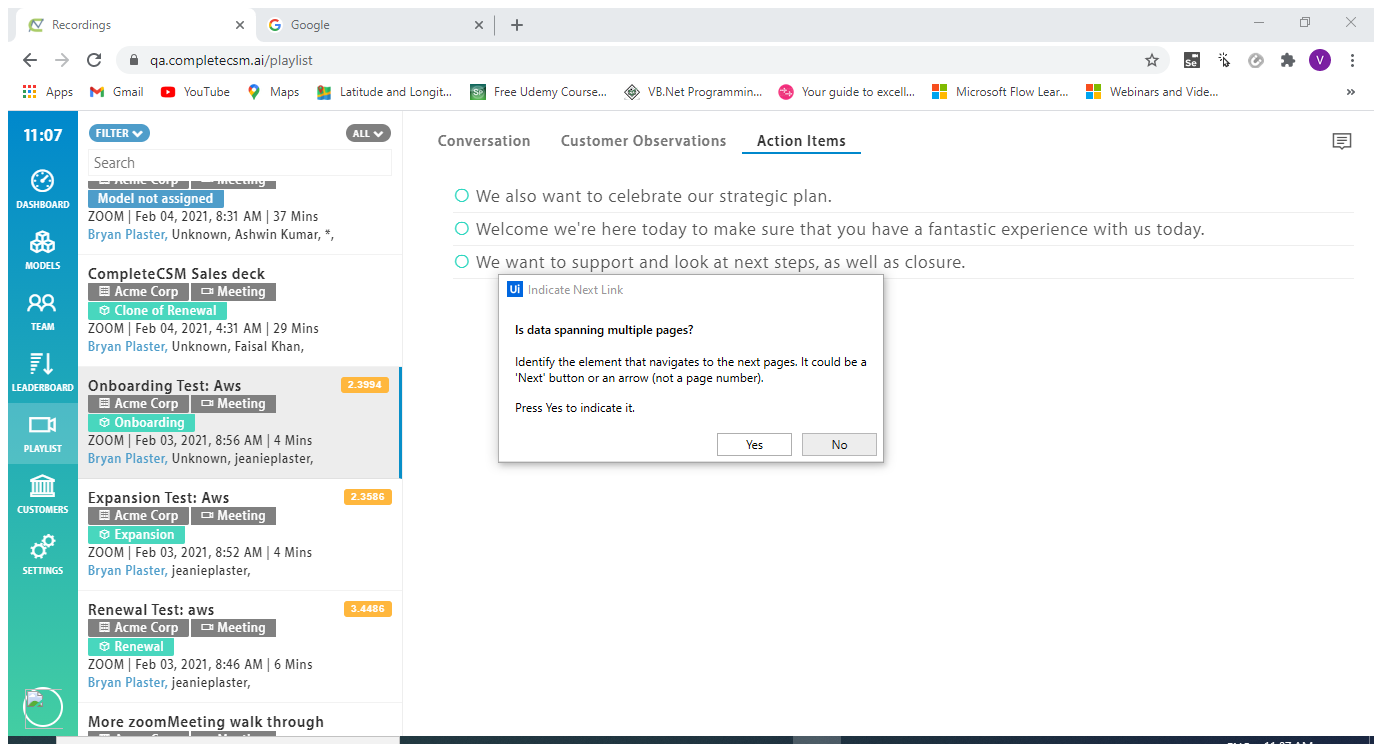 Recordings
Google
qa.completecsm.ai/playlist
Se
V
Apps
Gmail
YouTube
Maps
Latitude and Longit...
SP
Free Udemy Course...
VB.Net Programmin...
Your guide to excell...
Microsoft Flow Lear...
Webinars and Vide...
»
11:07
DASHBOARD
MODELS
TEAM
LEADERBOARD
PLAYLIST
CUSTOMERS
SETTINGS
FILTER
ALL
Search
Acme Corp Meeting
Model not assigned
ZOOM | Feb 04, 2021, 8:31 AM | 37 Mins
Bryan Plaster, Unknown, Ashwin Kumar, *,
CompleteCSM Sales deck
Acme Corp Meeting
Clone of Renewal
ZOOM | Feb 04, 2021, 4:31 AM | 29 Mins
Bryan Plaster, Unknown, Faisal Khan,
Onboarding Test: Aws 2.3994
Acme Corp Meeting
Onboarding
ZOOM | Feb 03, 2021, 8:56 AM | 4 Mins
Bryan Plaster, Unknown, jeanieplaster,
Expansion Test: Aws 2.3586
Acme Corp Meeting
Expansion
ZOOM | Feb 03, 2021, 8:52 AM | 4 Mins
Bryan Plaster, jeanieplaster,
Renewal Test: aws 3.4486
Acme Corp Meeting
Renewal
ZOOM | Feb 03, 2021, 8:46 AM | 6 Mins
Bryan Plaster, jeanieplaster,
More zoomMeeting walk through
Acme Corp Meeting
Conversation Customer Observations Action Items
We also want to celebrate our strategic plan.
Welcome we're here today to make sure that you have a fantastic experience with us today.
We want to support and look at next steps, as well as closure.
Ui Indicate Next Link
Is data spanning multiple pages?
Identify the element that navigates to the next pages. It could be a
'Next' button or an arrow (not a page number).
Press Yes to indicate it.
Yes No
11:07 AM